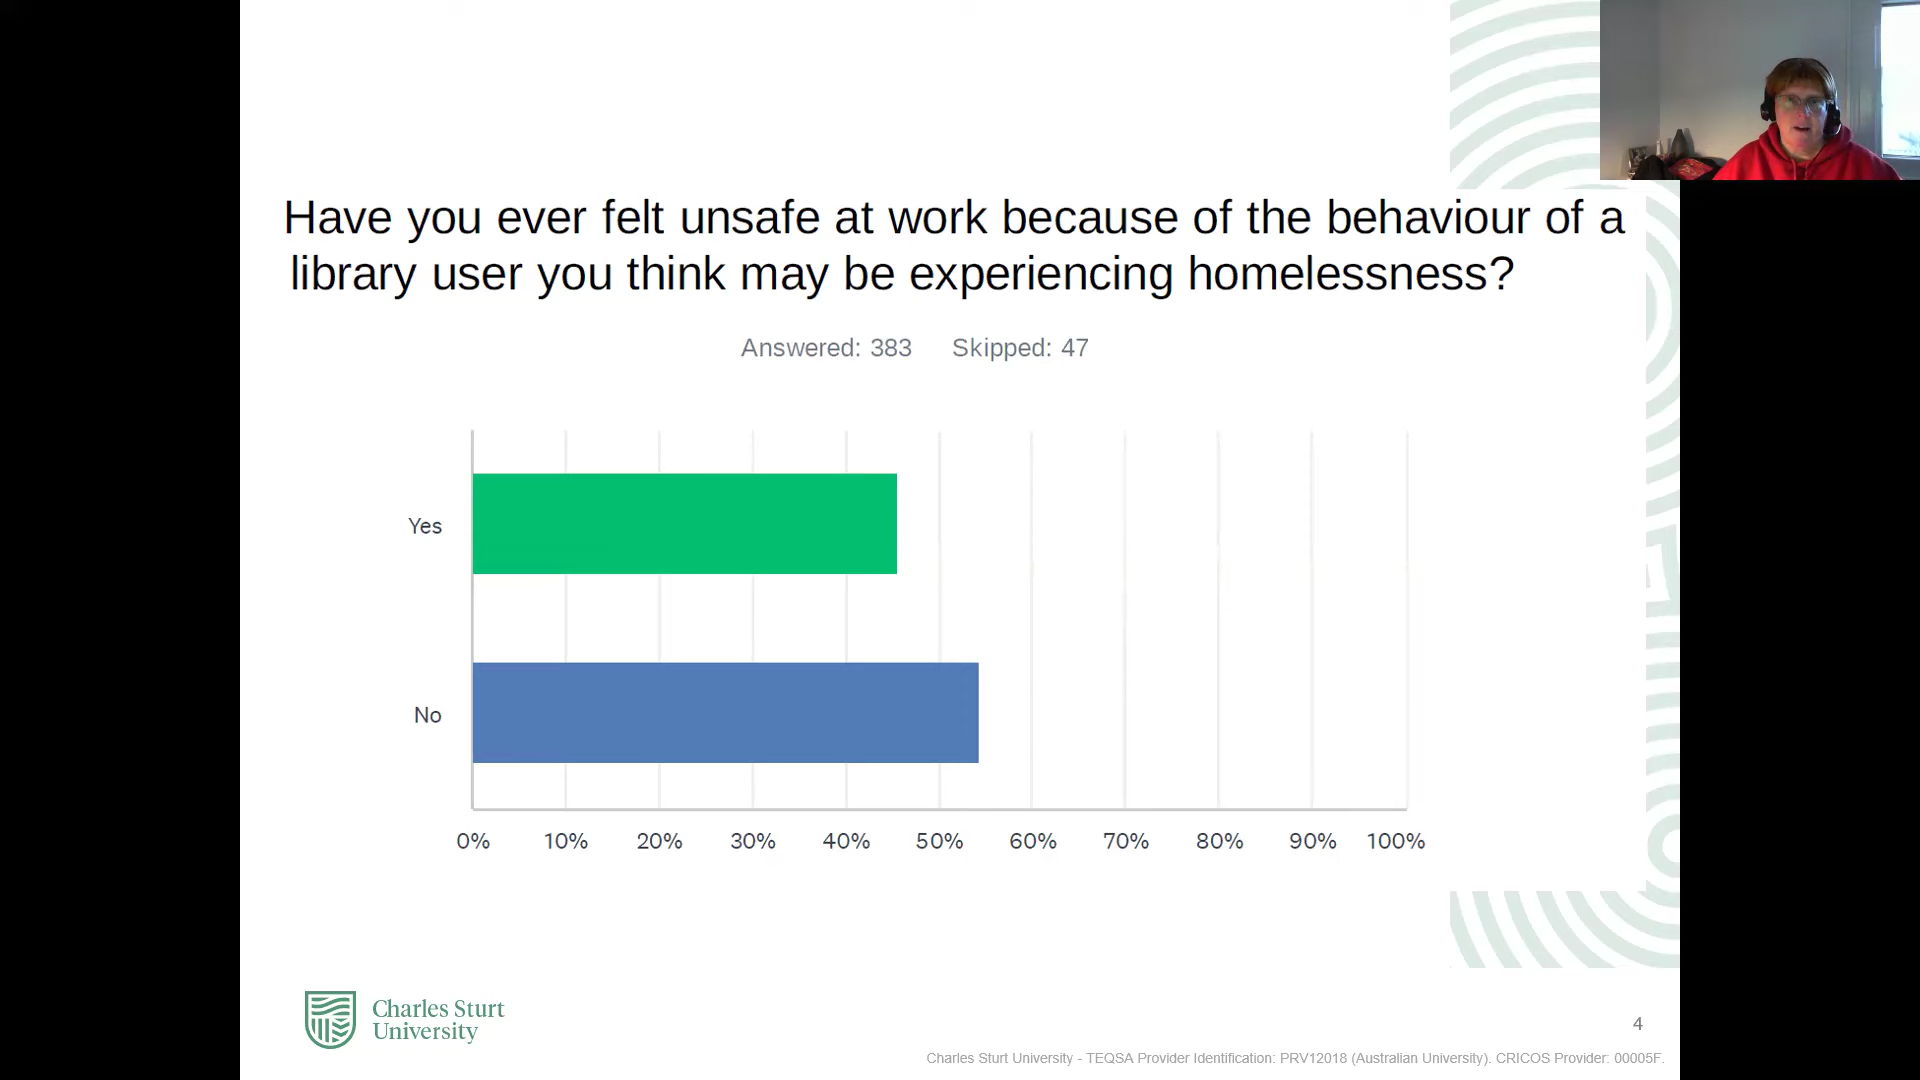 Have you ever felt unsafe at work because of the behaviour of a
library user you think may be experiencing homelessness?
Answered: 383 Skipped: 47
Yes
No
0% 10% 20% 30% 40% 50% 60% 70% 80% 90% 100%
Charles Sturt
University
4
Charles Sturt University - TEQSA Provider Identification: PRV12018 (Australian University). CRICOS Provider: 00005F.